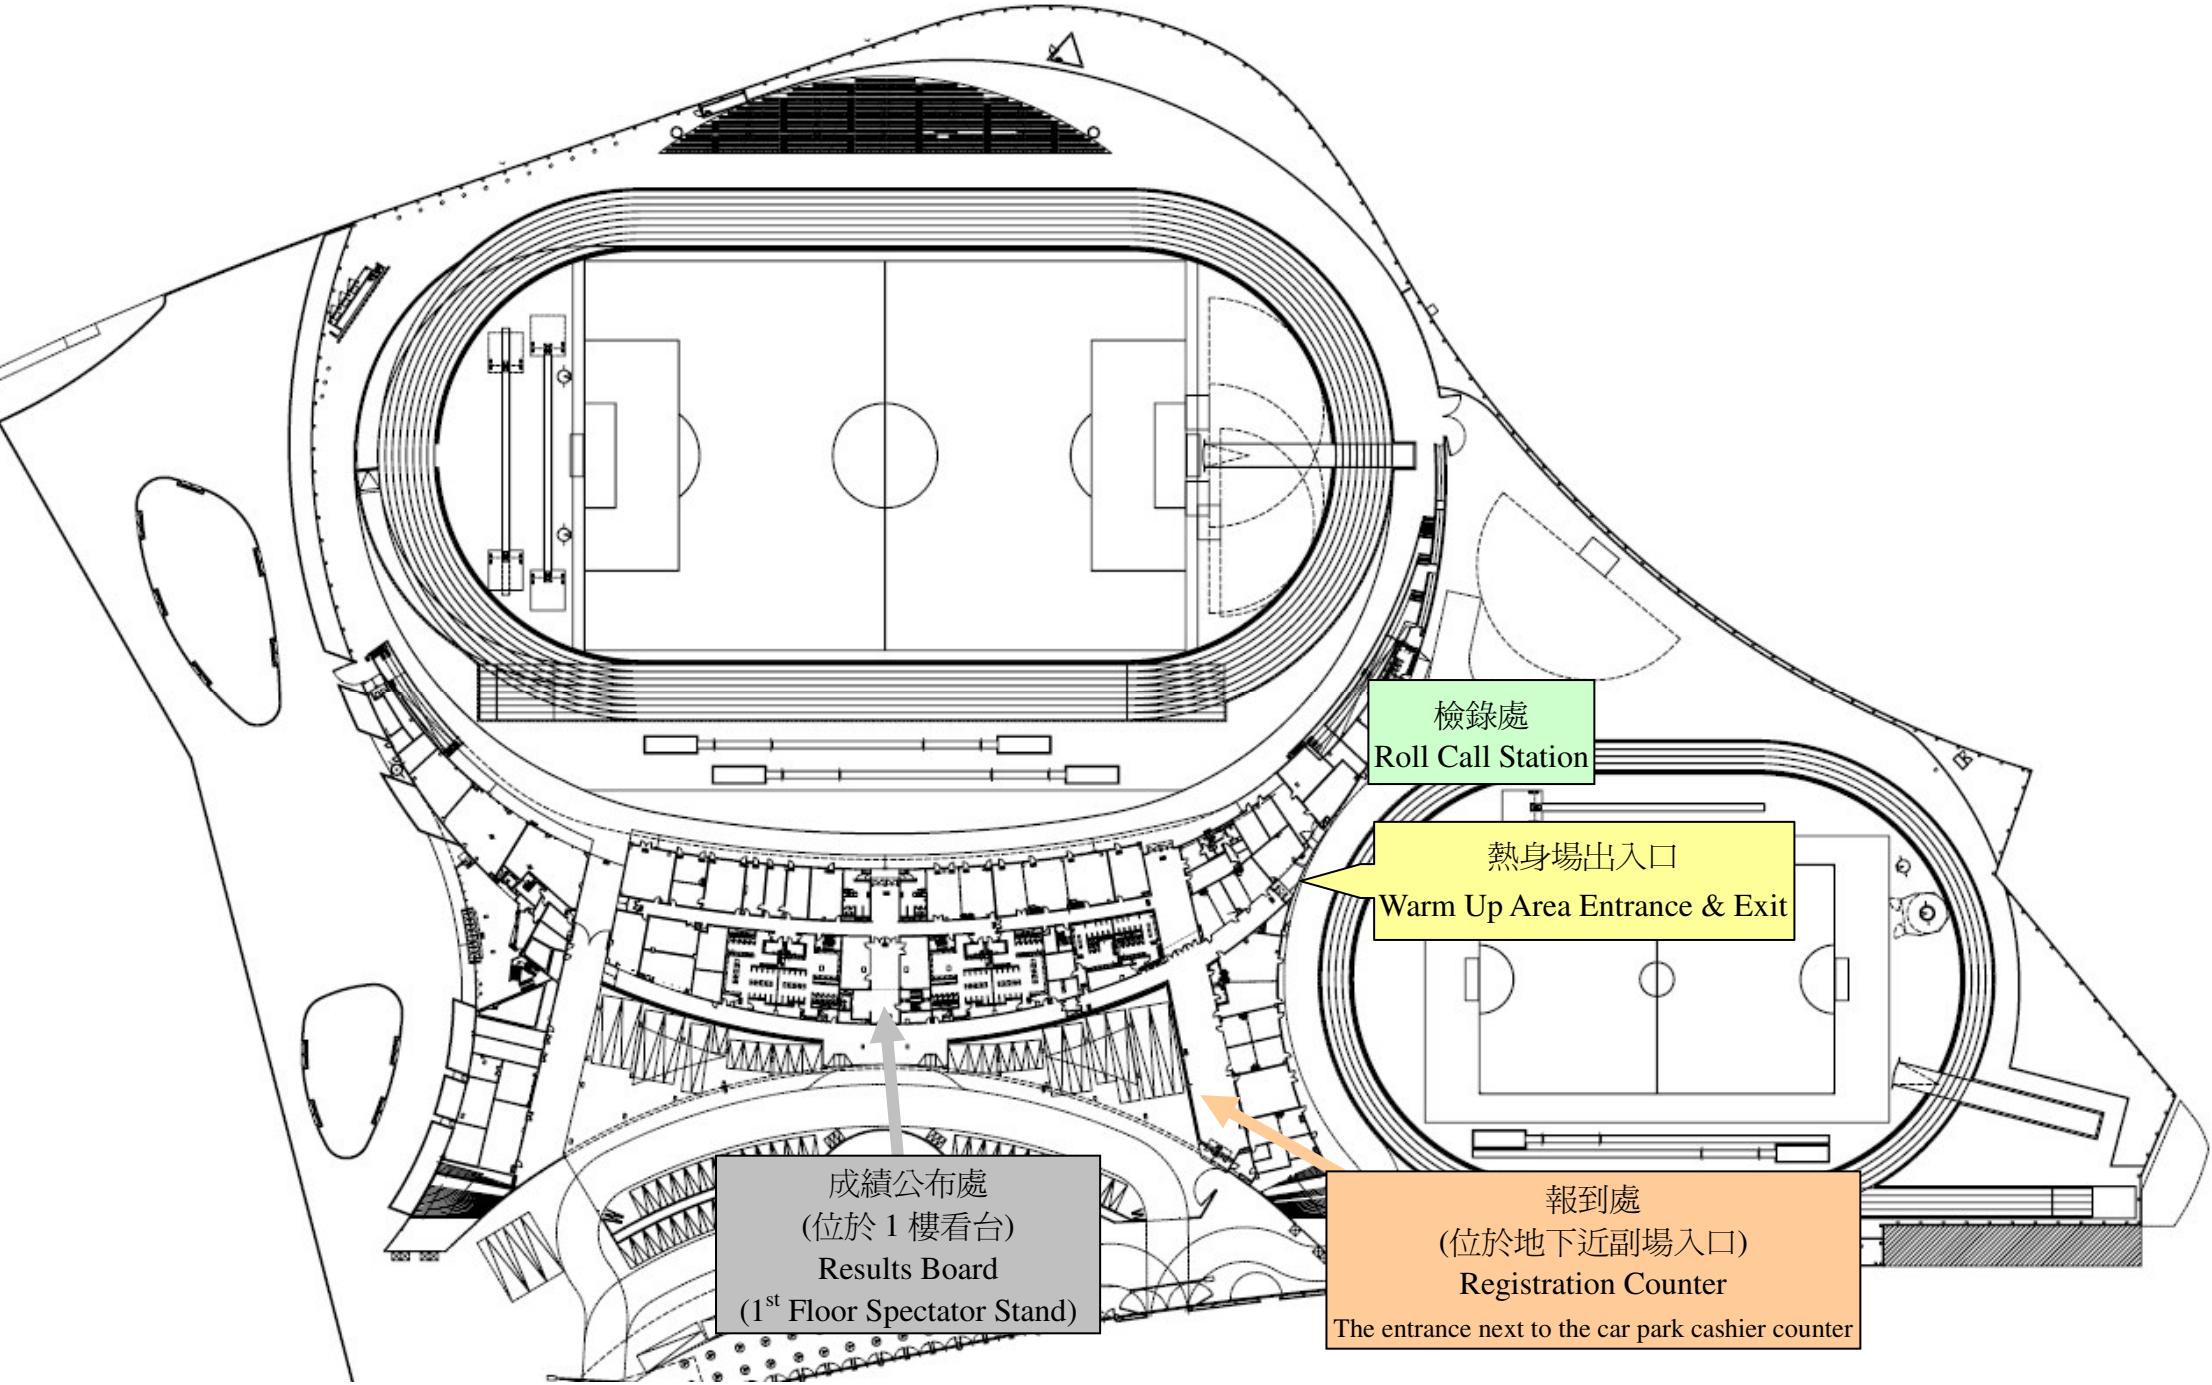 檢錄處
Roll Call Station
熱身場出入口
Warm Up Area Entrance & Exit
成績公布處
(位於 1 樓看台)
Results Board
(1st Floor Spectator Stand)
報到處
(位於地下近副場入口)
Registration Counter
The entrance next to the car park cashier counter